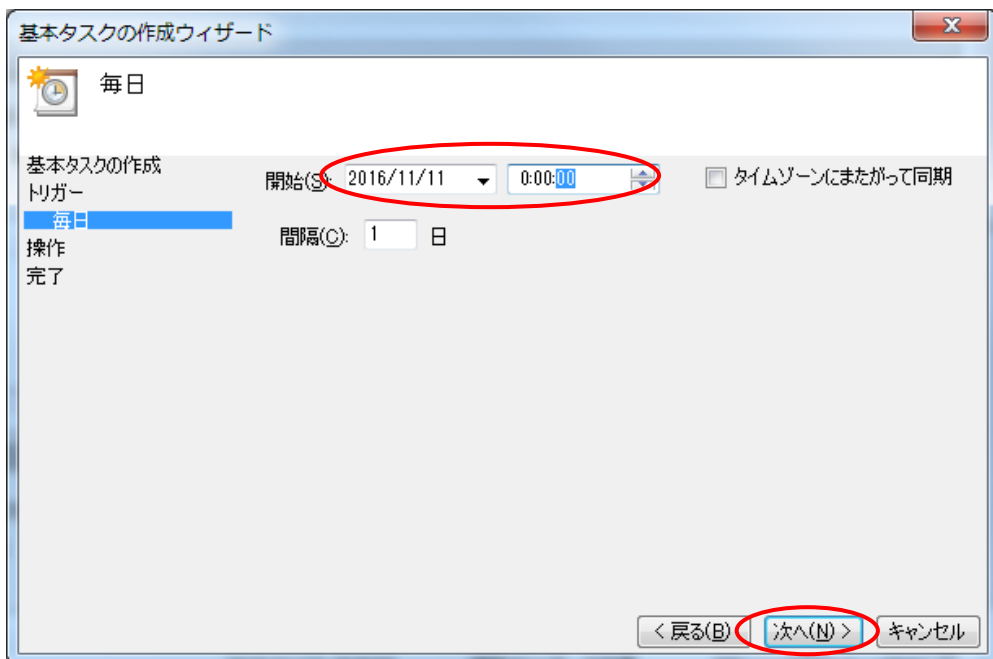 基本タスクの作成ウィザード
毎日
基本タスクの作成
トリガー
毎日
操作
完了
開始(S): 2016/11/11 0:00:00 タイムゾーンにまたがって同期
間隔(C): 1 日
< 戻る(B) 次へ(N) > キャンセル